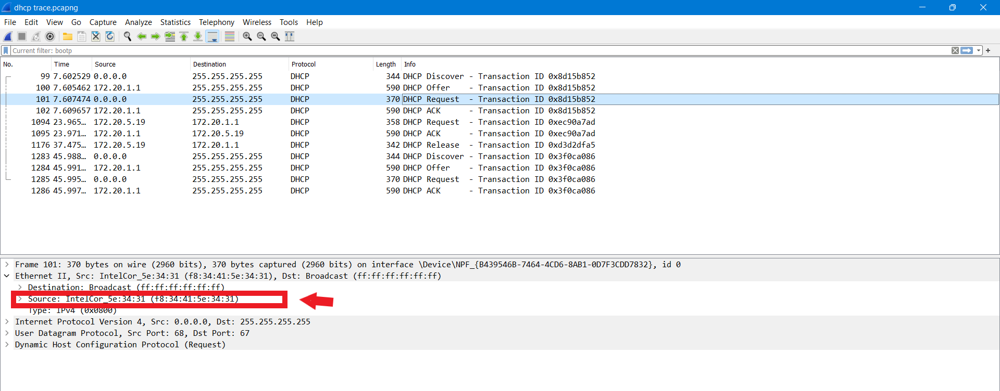 dhcp trace.pcapng
File Edit View Go Capture Analyze Statistics Telephony Wireless Tools Help
Current filter: bootp
No. Time Source Destination Protocol Length Info
99 7.602529 0.0.0.0 255.255.255.255 DHCP 344 DHCP Discover - Transaction ID 0x8d15b852
100 7.605462 172.20.1.1 255.255.255.255 DHCP 590 DHCP Offer - Transaction ID 0x8d15b852
101 7.607474 0.0.0.0 255.255.255.255 DHCP 370 DHCP Request - Transaction ID 0x8d15b852
102 7.609657 172.20.1.1 255.255.255.255 DHCP 590 DHCP ACK - Transaction ID 0x8d15b852
1094 23.965… 172.20.5.19 172.20.1.1 DHCP 358 DHCP Request - Transaction ID 0xec90a7ad
1095 23.971… 172.20.1.1 172.20.5.19 DHCP 590 DHCP ACK - Transaction ID 0xec90a7ad
1176 37.475… 172.20.5.19 172.20.1.1 DHCP 342 DHCP Release - Transaction ID 0xd3d2dfa5
1283 45.988… 0.0.0.0 255.255.255.255 DHCP 344 DHCP Discover - Transaction ID 0x3f0ca086
1284 45.991… 172.20.1.1 255.255.255.255 DHCP 590 DHCP Offer - Transaction ID 0x3f0ca086
1285 45.995… 0.0.0.0 255.255.255.255 DHCP 370 DHCP Request - Transaction ID 0x3f0ca086
1286 45.997… 172.20.1.1 255.255.255.255 DHCP 590 DHCP ACK - Transaction ID 0x3f0ca086
Frame 101: 370 bytes on wire (2960 bits), 370 bytes captured (2960 bits) on interface \Device\NPF_{B439546B-7464-4CD6-8AB1-0D7F3CDD7832}, id 0
Ethernet II, Src: IntelCor_5e:34:31 (f8:34:41:5e:34:31), Dst: Broadcast (ff:ff:ff:ff:ff:ff)
Destination: Broadcast (ff:ff:ff:ff:ff:ff)
Source: IntelCor_5e:34:31 (f8:34:41:5e:34:31)
Type: IPv4 (0x0800)
Internet Protocol Version 4, Src: 0.0.0.0, Dst: 255.255.255.255
User Datagram Protocol, Src Port: 68, Dst Port: 67
Dynamic Host Configuration Protocol (Request)